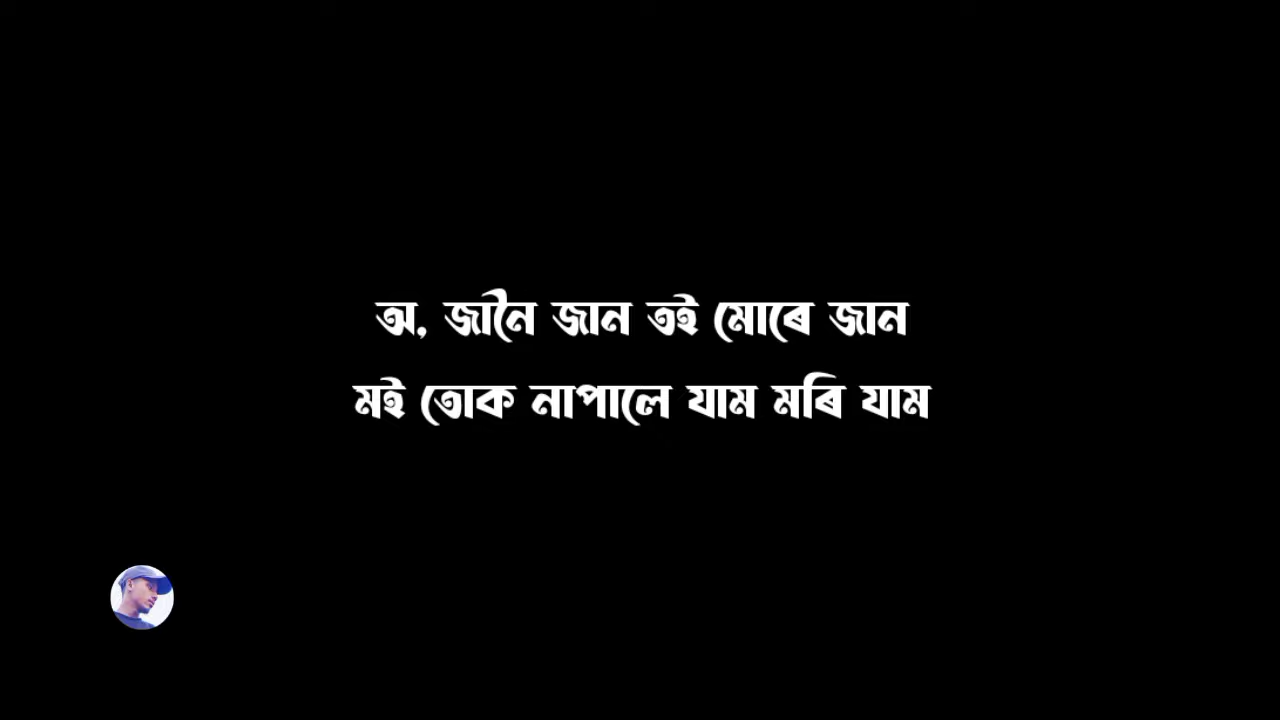 অ, জানৈ জান তই মোৰে জান
মই তোক নাপালে যাম মৰি যাম